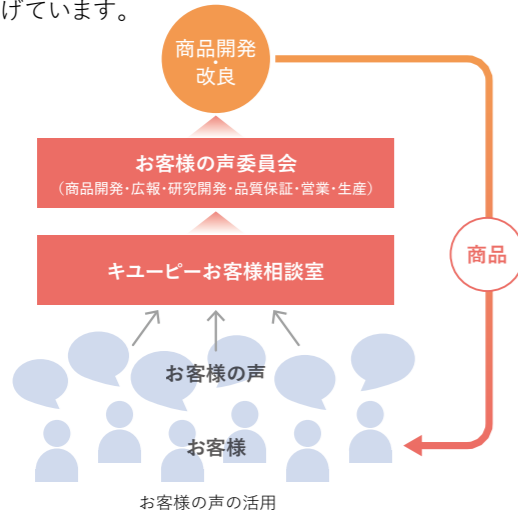 げています。
商品開発
・
改良
お客様の声委員会
（商品開発・広報・研究開発・品質保証・営業・生産）
商品
キユーピーお客様相談室
お客様の声
お客様
お客様の声の活用